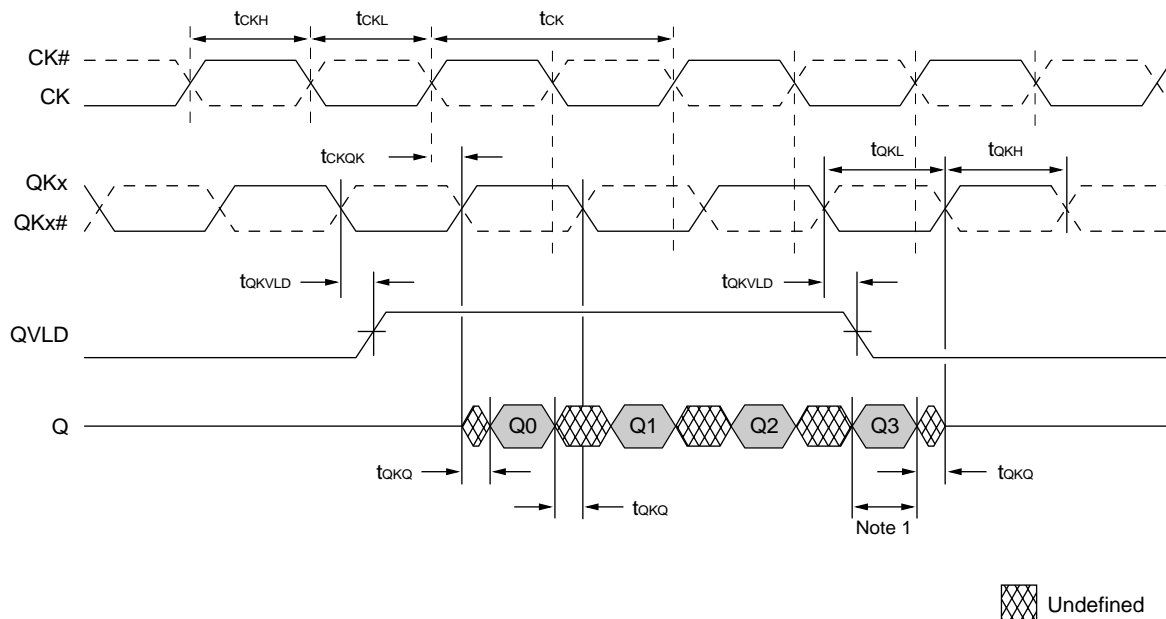 tCKH tCKL tCK
CK#
CK
tCKQK tQKL tQKH
QKx
QKx#
tQKVLD tQKVLD
QVLD
Q Q0 Q1 Q2 Q3
tQKQ tQKQ
tQKQ
Note 1
Undefined